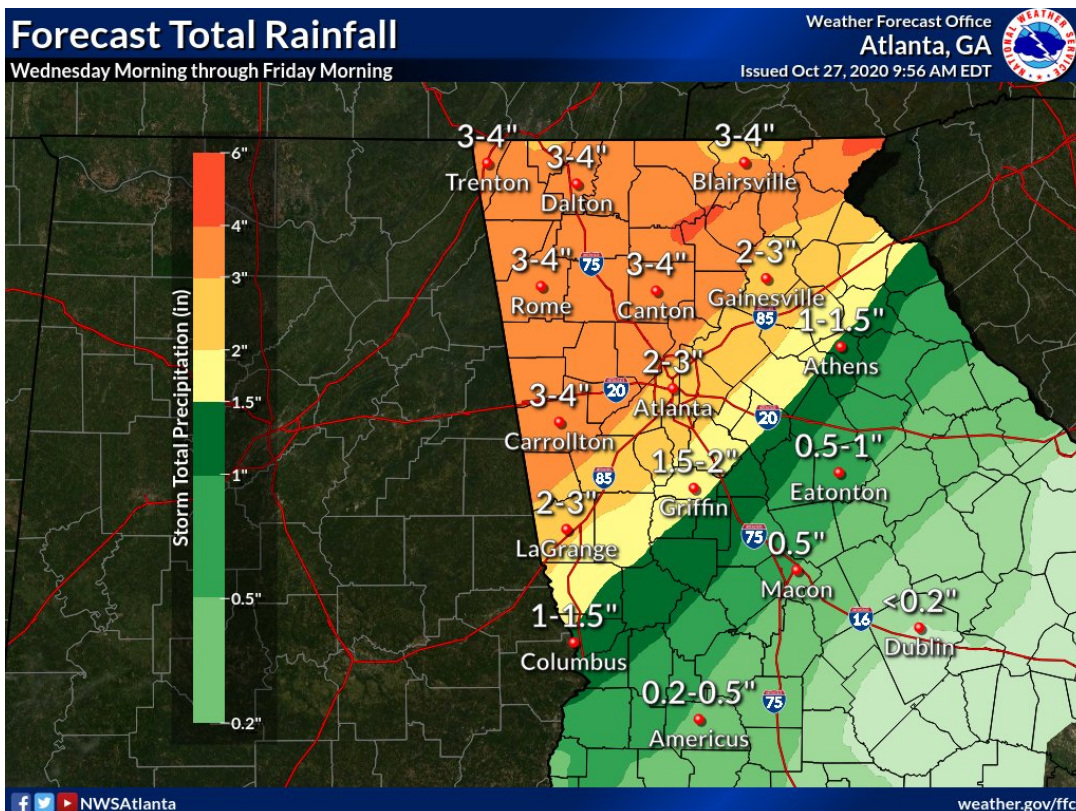 Forecast Total Rainfall
Wednesday Morning through Friday Morning
Weather Forecast Office
Atlanta, GA
Issued Oct 27, 2020 9:56 AM EDT
NATIONAL WEATHER SERVICE
Storm Total Precipitation (in)
6"
4"
3"
2"
1.5"
1"
0.5"
0.2"
3-4"
Trenton
3-4"
Dalton
3-4"
Blairsville
3-4"
Rome
75
3-4"
Canton
2-3"
Gainesville
85
1-1.5"
Athens
2-3"
Atlanta
20
20
3-4"
Carrollton
0.5-1"
Eatonton
1.5-2"
Griffin
85
2-3"
LaGrange
75
0.5"
Macon
<0.2"
Dublin
16
1-1.5"
Columbus
0.2-0.5"
Americus
75
NWSAtlanta
weather.gov/ffc